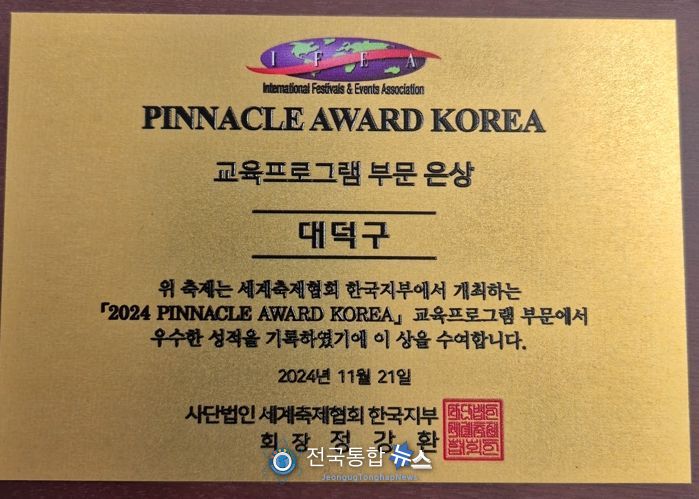 I F E A
International Festivals & Events Association
PINNACLE AWARD KOREA
교육프로그램 부문 은상
대덕구
위 축제는 세계축제협회 한국지부에서 개최하는
「2024 PINNACLE AWARD KOREA」 교육프로그램 부문에서
우수한 성적을 기록하였기에 이 상을 수여합니다.
2024년 11월 21일
사단법인 세계축제협회 한국지부
회 장 정 강 환
전국통합뉴스
JeongugTonghapNews